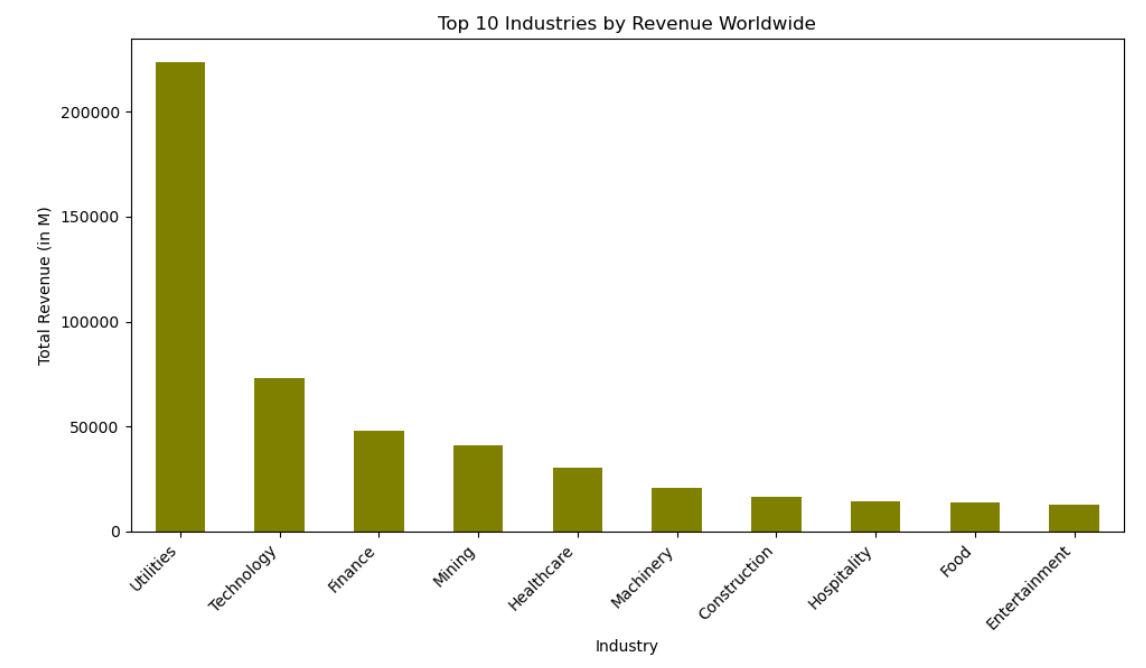 Top 10 Industries by Revenue Worldwide
Total Revenue (in M)
200000
150000
100000
50000
0
Utilities
Technology
Finance
Mining
Healthcare
Machinery
Construction
Hospitality
Food
Entertainment
Industry